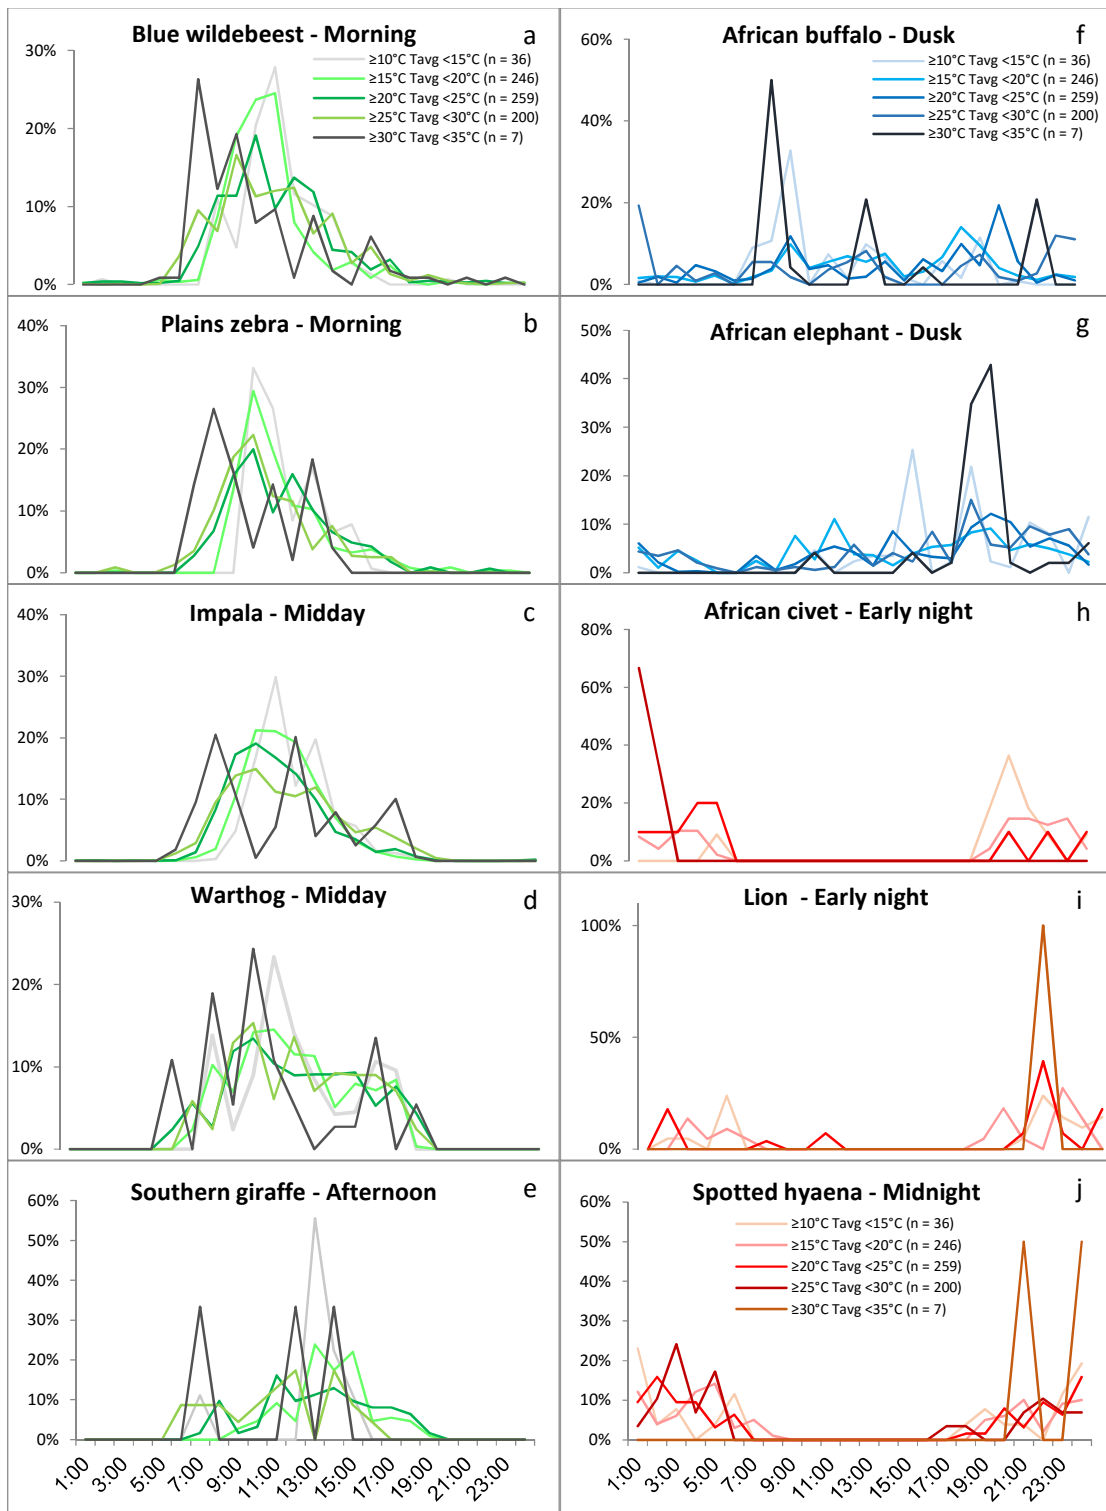 Blue wildebeest - Morning
a
30%
20%
10%
0%
≥10°C Tavg <15°C (n = 36)
≥15°C Tavg <20°C (n = 246)
≥20°C Tavg <25°C (n = 259)
≥25°C Tavg <30°C (n = 200)
≥30°C Tavg <35°C (n = 7)
Plains zebra - Morning
b
40%
30%
20%
10%
0%
Impala - Midday
c
40%
30%
20%
10%
0%
Warthog - Midday
d
30%
20%
10%
0%
Southern giraffe - Afternoon
e
60%
50%
40%
30%
20%
10%
0%
1:00
3:00
5:00
7:00
9:00
11:00
13:00
15:00
17:00
19:00
21:00
23:00
African buffalo - Dusk
f
60%
40%
20%
0%
≥10°C Tavg <15°C (n = 36)
≥15°C Tavg <20°C (n = 246)
≥20°C Tavg <25°C (n = 259)
≥25°C Tavg <30°C (n = 200)
≥30°C Tavg <35°C (n = 7)
African elephant - Dusk
g
50%
40%
30%
20%
10%
0%
African civet - Early night
h
80%
60%
40%
20%
0%
Lion - Early night
i
100%
50%
0%
Spotted hyaena - Midnight
j
60%
50%
40%
30%
20%
10%
0%
≥10°C Tavg <15°C (n = 36)
≥15°C Tavg <20°C (n = 246)
≥20°C Tavg <25°C (n = 259)
≥25°C Tavg <30°C (n = 200)
≥30°C Tavg <35°C (n = 7)
1:00
3:00
5:00
7:00
9:00
11:00
13:00
15:00
17:00
19:00
21:00
23:00